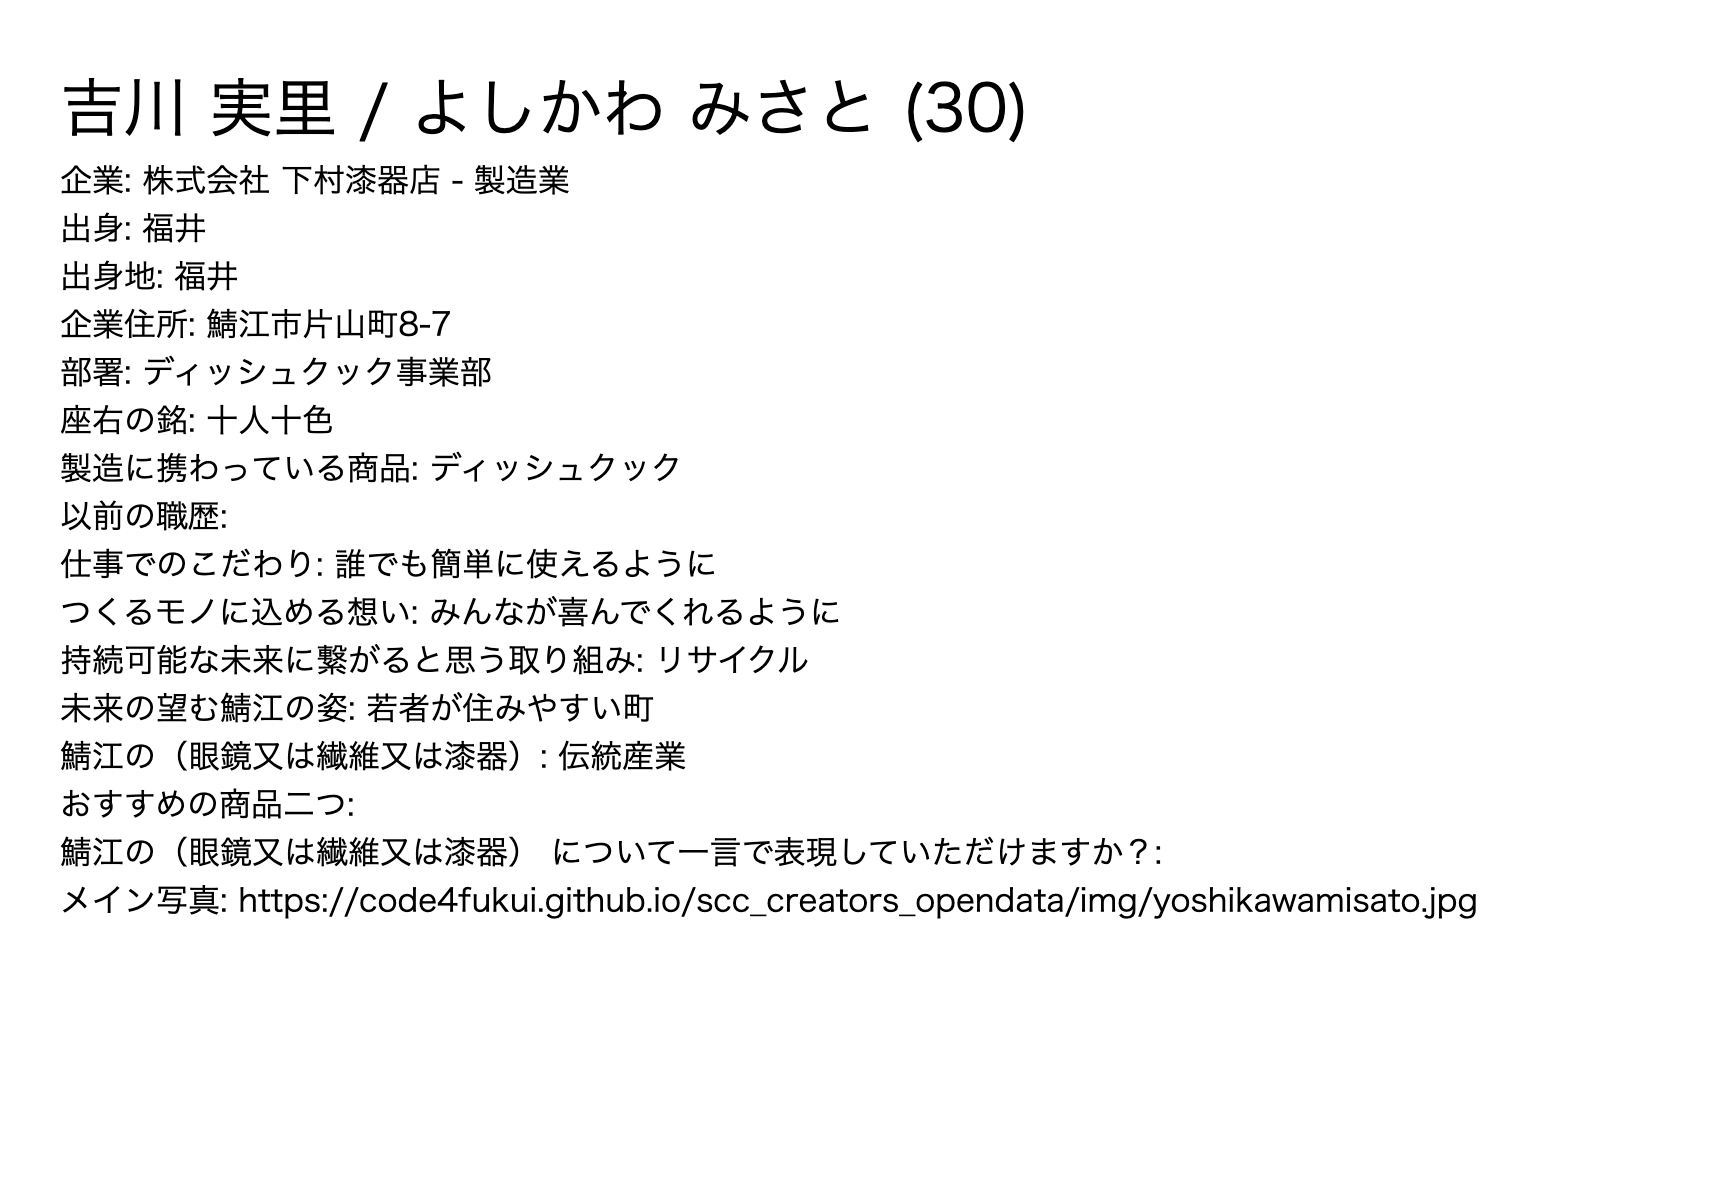 吉川 実里 / よしかわ みさと (30)
企業: 株式会社 下村漆器店 - 製造業
出身: 福井
出身地: 福井
企業住所: 鯖江市片山町8-7
部署: ディッシュクック事業部
座右の銘: 十人十色
製造に携わっている商品: ディッシュクック
以前の職歴:
仕事でのこだわり: 誰でも簡単に使えるように
つくるモノに込める想い: みんなが喜んでくれるように
持続可能な未来に繋がると思う取り組み: リサイクル
未来の望む鯖江の姿: 若者が住みやすい町
鯖江の（眼鏡又は繊維又は漆器）: 伝統産業
おすすめの商品二つ:
鯖江の（眼鏡又は繊維又は漆器） について一言で表現していただけますか？:
メイン写真: https://code4fukui.github.io/scc_creators_opendata/img/yoshikawamisato.jpg